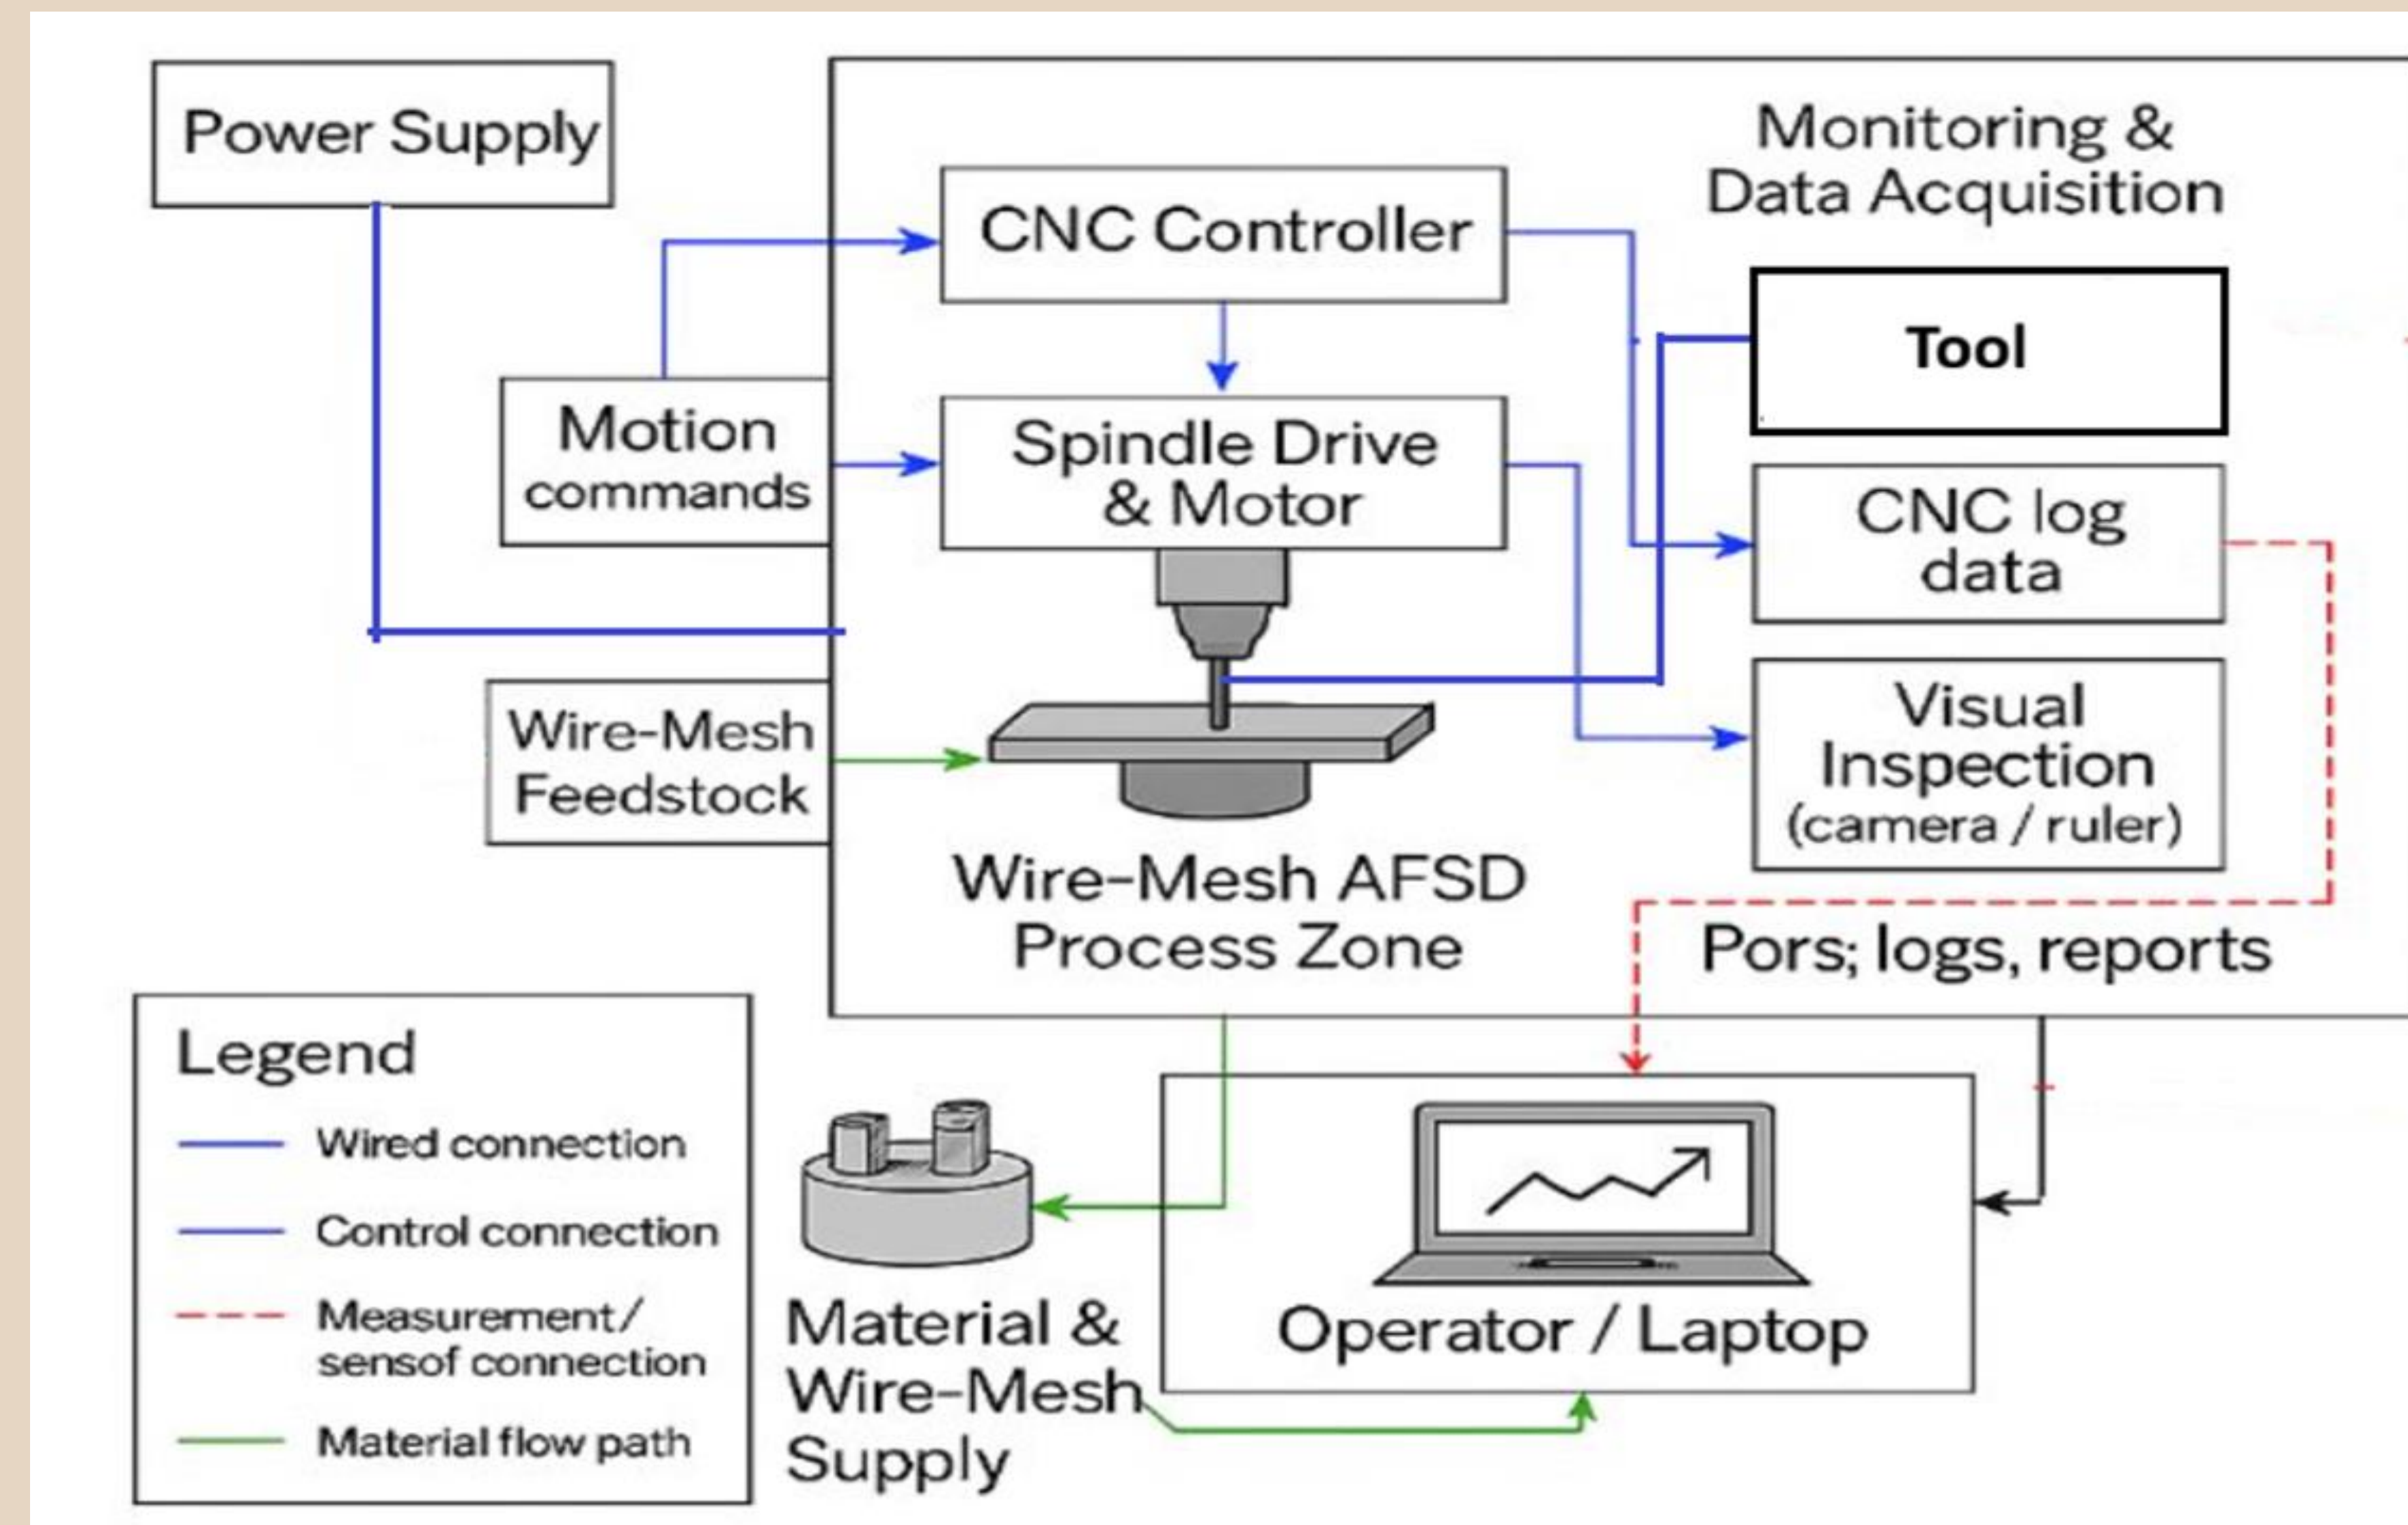 Power Supply
Monitoring &
Data Acquisition
CNC Controller
Tool
Motion
commands
Spindle Drive
& Motor
CNC log
data
Wire-Mesh
Feedstock
Visual
Inspection
(camera / ruler)
Wire-Mesh AFSD
Process Zone
Pors; logs, reports
Legend
Wired connection
Control connection
Measurement/
sensof connection
Material flow path
Material &
Wire-Mesh
Supply
Operator / Laptop